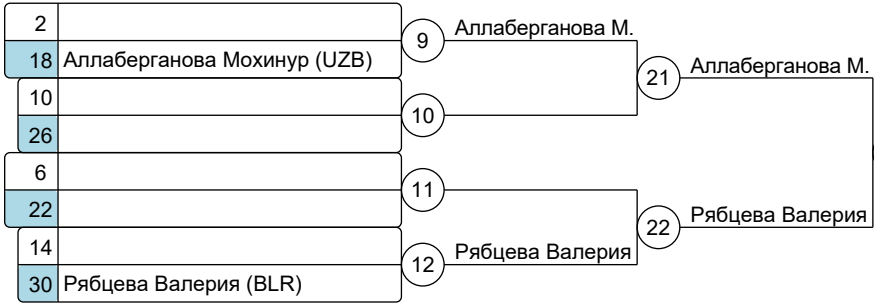 2
18 Аллаберганова Мохинур (UZB)
9
Аллаберганова М.
10
26
10
21
Аллаберганова М.
6
22
11
14
30 Рябцева Валерия (BLR)
12
Рябцева Валерия
22
Рябцева Валерия